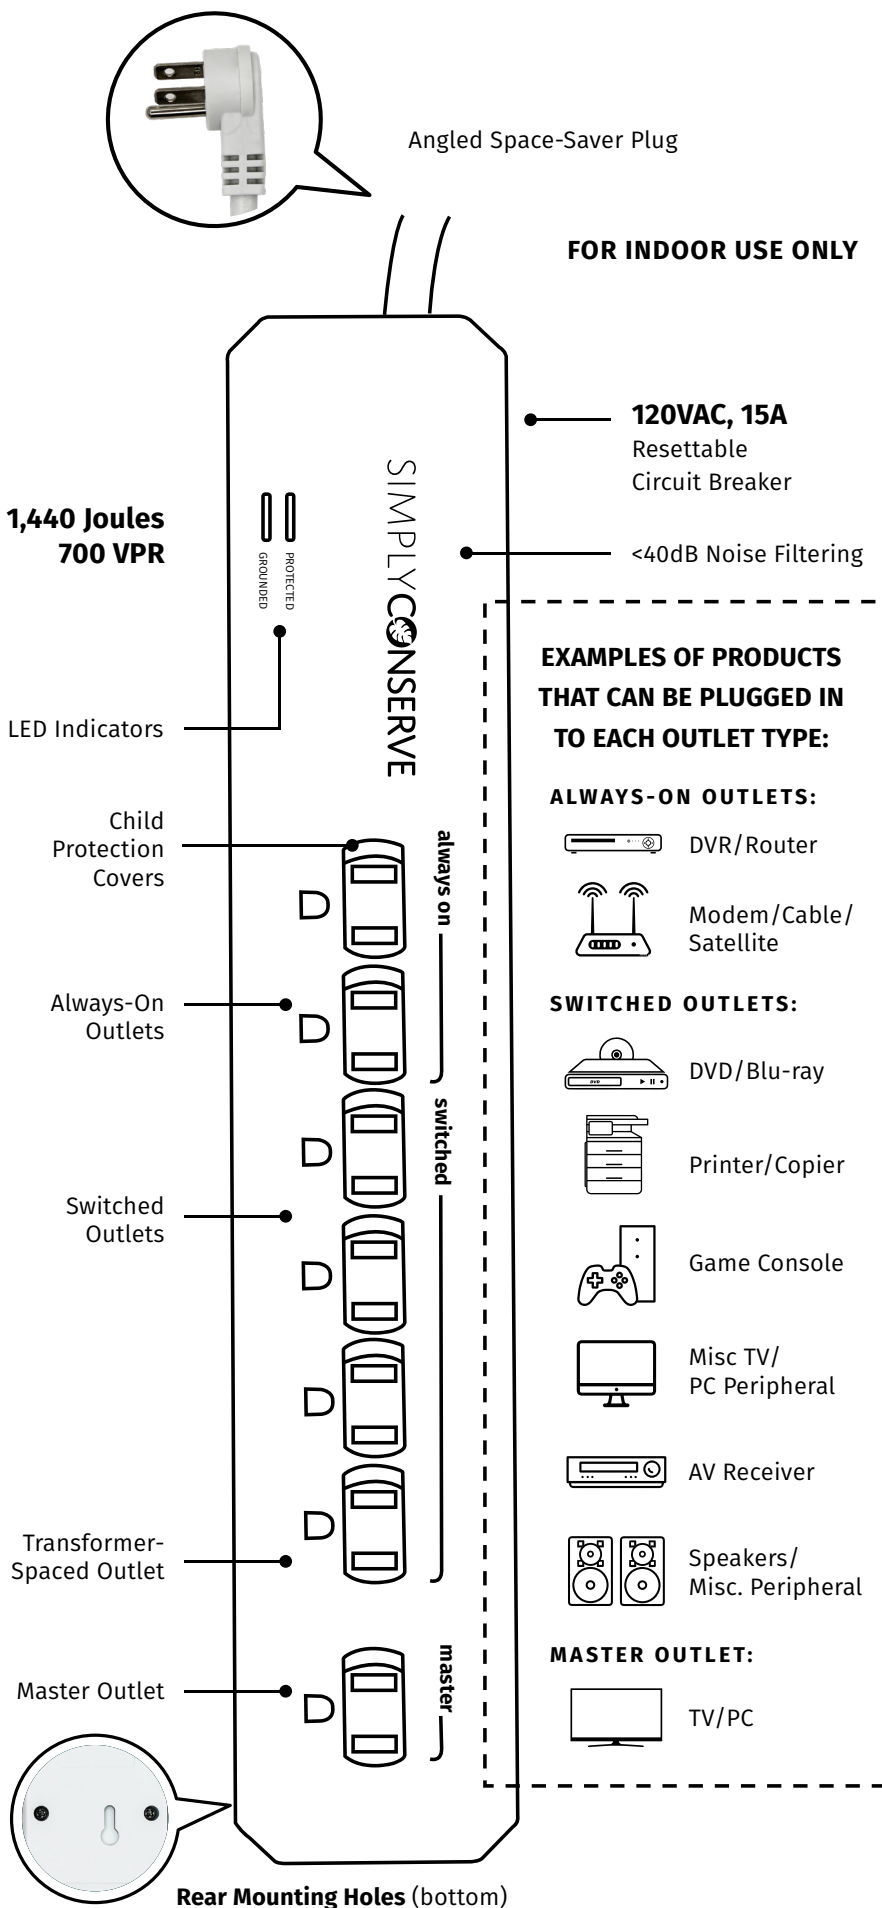 Angled Space-Saver Plug
FOR INDOOR USE ONLY
120VAC, 15A
Resettable
Circuit Breaker
1,440 Joules
700 VPR
<40dB Noise Filtering
SIMPLY CONSERVE
PROTECTED
GROUNDED
LED Indicators
Child
Protection
Covers
Always-On
Outlets
Switched
Outlets
Transformer-
Spaced Outlet
Master Outlet
always on
switched
master
EXAMPLES OF PRODUCTS
THAT CAN BE PLUGGED IN
TO EACH OUTLET TYPE:
ALWAYS-ON OUTLETS:
DVR/Router
Modem/Cable/
Satellite
SWITCHED OUTLETS:
DVD
DVD/Blu-ray
Printer/Copier
Game Console
Misc TV/
PC Peripheral
AV Receiver
Speakers/
Misc. Peripheral
MASTER OUTLET:
TV/PC
Rear Mounting Holes (bottom)